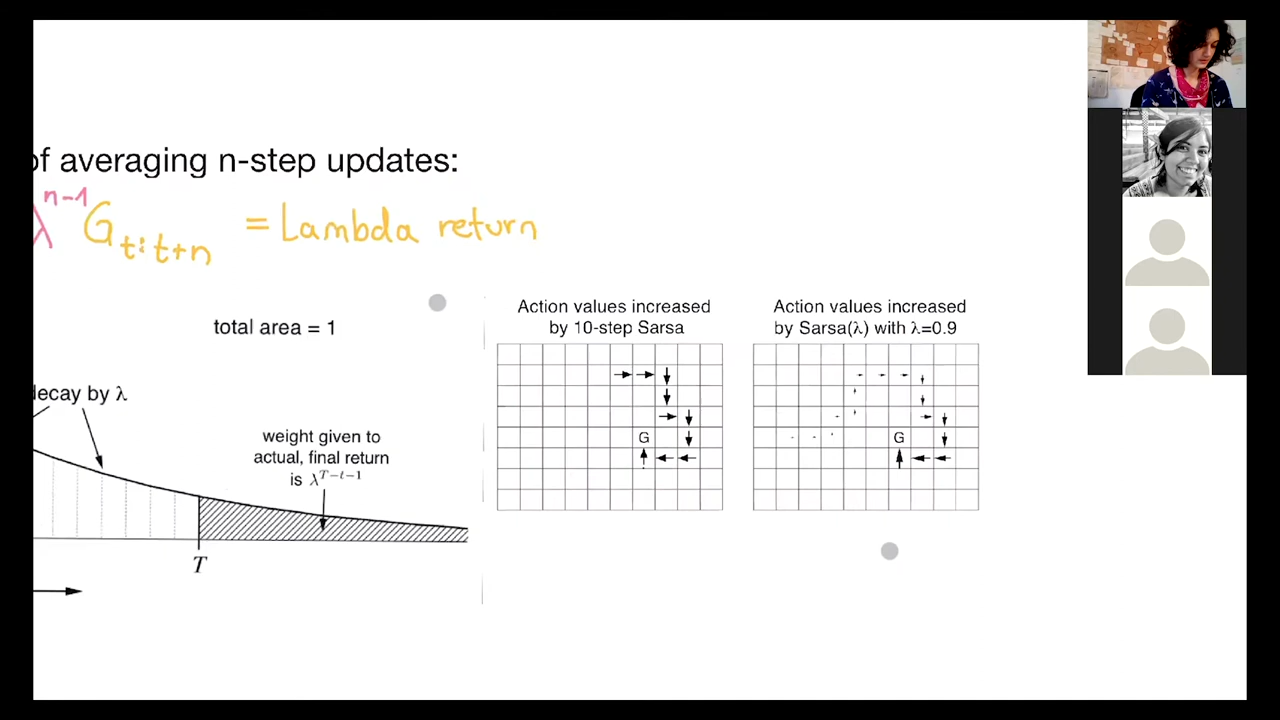 of averaging n-step updates:
λ^{n-1} G_{t:t+n} = Lambda return
total area = 1
decay by λ
weight given to
actual, final return
is λ^{T-t-1}
T
Action values increased
by 10-step Sarsa
G
Action values increased
by Sarsa(λ) with λ=0.9
G